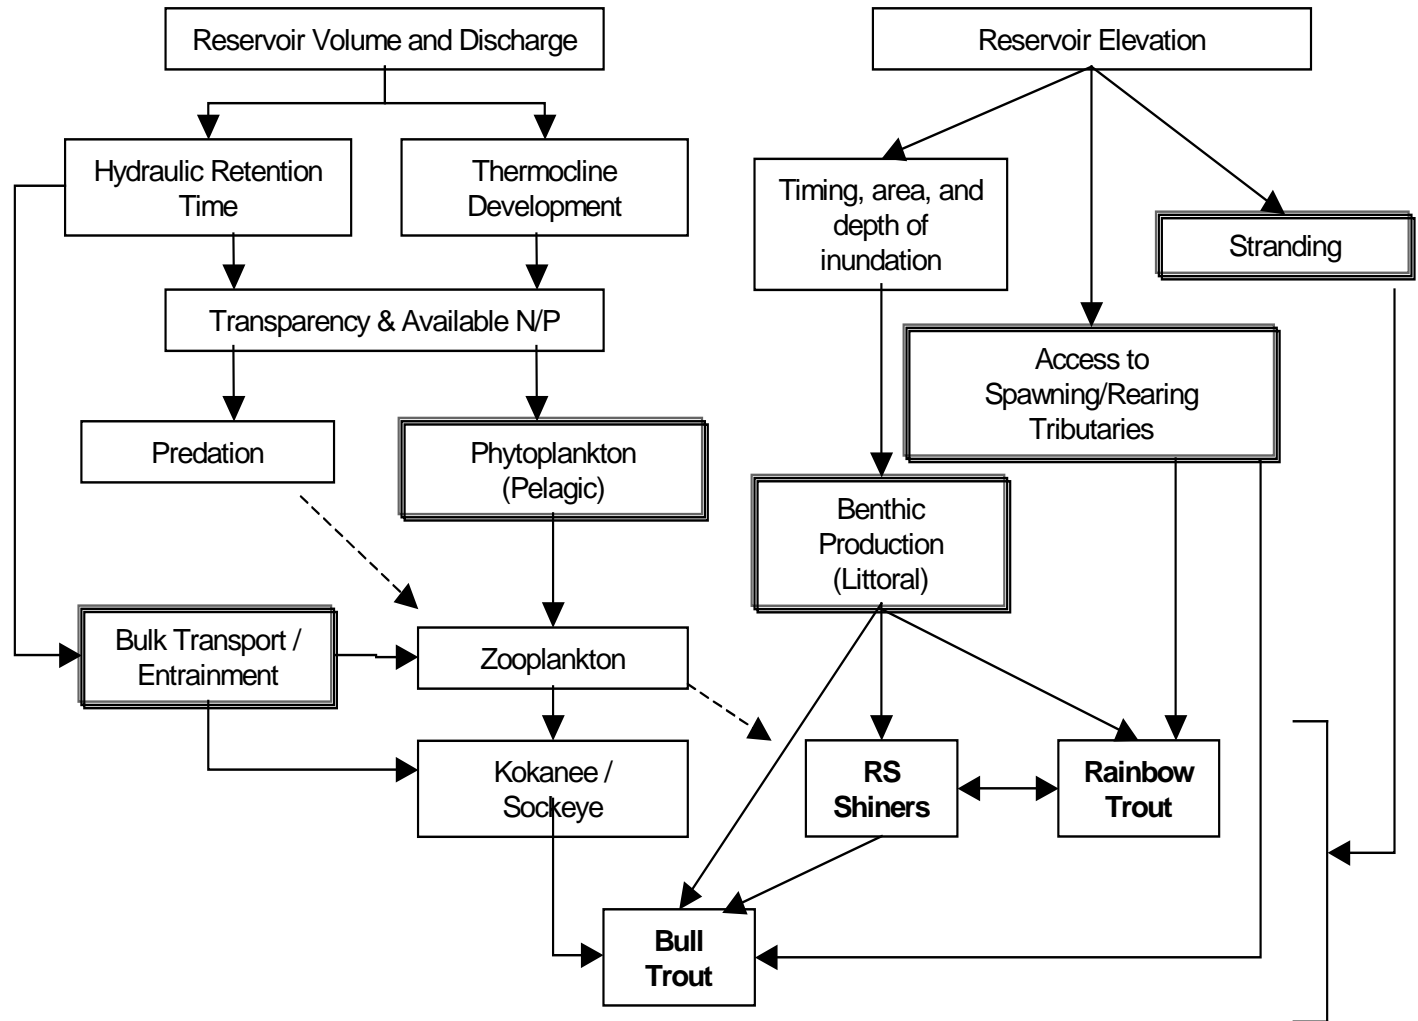 Reservoir Volume and Discharge
Reservoir Elevation
Hydraulic Retention
Time
Thermocline
Development
Timing, area, and
depth of
inundation
Stranding
Transparency & Available N/P
Access to
Spawning/Rearing
Tributaries
Predation
Phytoplankton
(Pelagic)
Benthic
Production
(Littoral)
Bulk Transport /
Entrainment
Zooplankton
Kokanee /
Sockeye
RS
Shiners
Rainbow
Trout
Bull
Trout